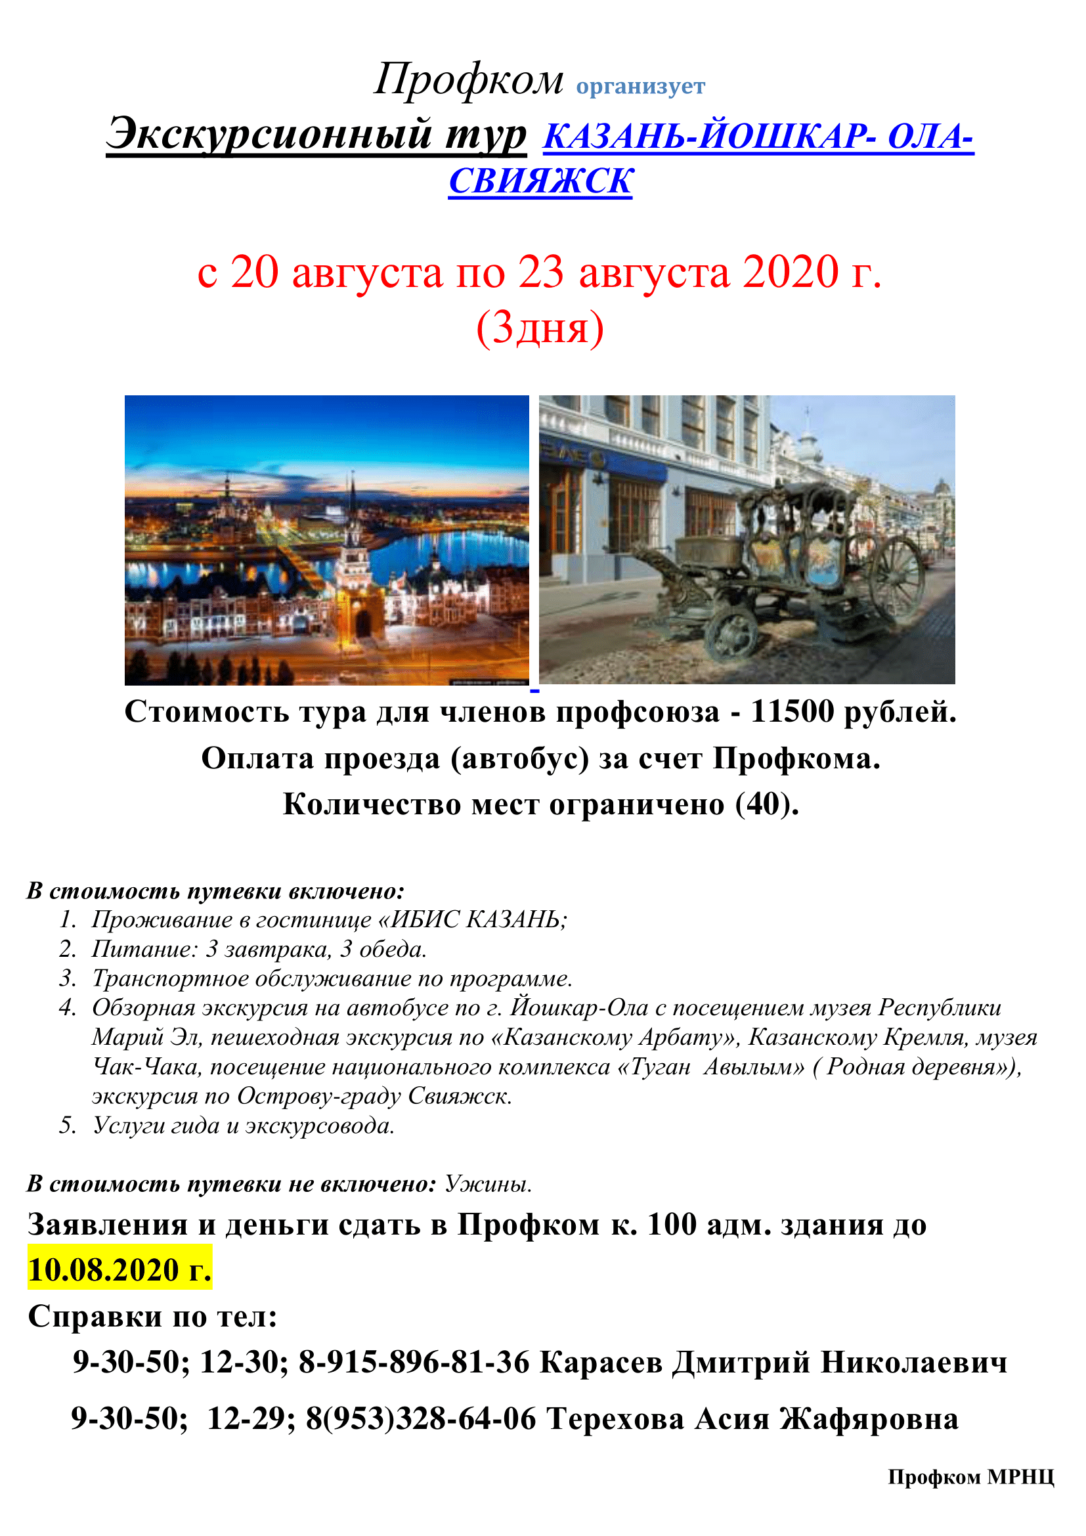 Профком организует
Экскурсионный тур КАЗАНЬ-ЙОШКАР- ОЛА-
СВИЯЖСК
с 20 августа по 23 августа 2020 г.
(3дня)
Стоимость тура для членов профсоюза - 11500 рублей.
Оплата проезда (автобус) за счет Профкома.
Количество мест ограничено (40).
В стоимость путевки включено:
1. Проживание в гостинице «ИБИС КАЗАНЬ;
2. Питание: 3 завтрака, 3 обеда.
3. Транспортное обслуживание по программе.
4. Обзорная экскурсия на автобусе по г. Йошкар-Ола с посещением музея Республики
Марий Эл, пешеходная экскурсия по «Казанскому Арбату», Казанскому Кремля, музея
Чак-Чака, посещение национального комплекса «Туган Авылым» ( Родная деревня»),
экскурсия по Острову-граду Свияжск.
5. Услуги гида и экскурсовода.
В стоимость путевки не включено: Ужины.
Заявления и деньги сдать в Профком к. 100 адм. здания до
10.08.2020 г.
Справки по тел:
9-30-50; 12-30; 8-915-896-81-36 Карасев Дмитрий Николаевич
9-30-50; 12-29; 8(953)328-64-06 Терехова Асия Жафяровна
Профком МРНЦ